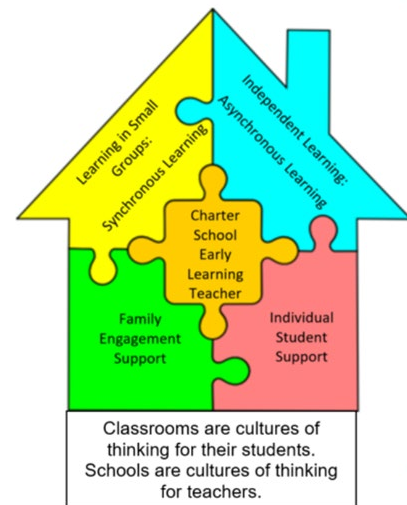 Learning in Small
Groups:
Synchronous Learning
Independent Learning:
Asynchronous Learning
Charter
School
Early
Learning
Teacher
Family
Engagement
Support
Individual
Student
Support
Classrooms are cultures of
thinking for their students.
Schools are cultures of thinking
for teachers.